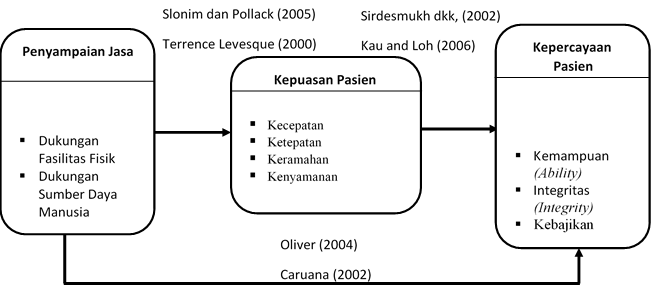 Slonim dan Pollack (2005)
Terrence Levesque (2000)
Sirdesmukh dkk, (2002)
Kau and Loh (2006)
Penyampaian Jasa
▪ Dukungan
Fasilitas Fisik
▪ Dukungan
Sumber Daya
Manusia
Kepuasan Pasien
▪ Kecepatan
▪ Ketepatan
▪ Keramahan
▪ Kenyamanan
Kepercayaan
Pasien
▪ Kemampuan
(Ability)
▪ Integritas
(Integrity)
▪ Kebajikan
Oliver (2004)
Caruana (2002)